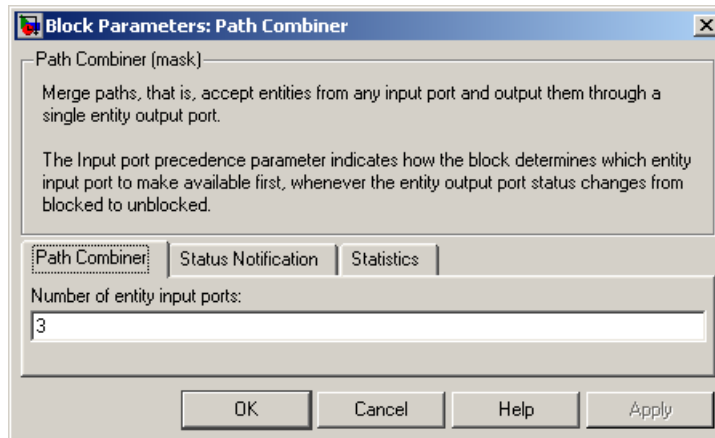 Block Parameters: Path Combiner
Path Combiner (mask)
Merge paths, that is, accept entities from any input port and output them through a
single entity output port.
The Input port precedence parameter indicates how the block determines which entity
input port to make available first, whenever the entity output port status changes from
blocked to unblocked.
Path Combiner
Status Notification
Statistics
Number of entity input ports:
3
OK
Cancel
Help
Apply